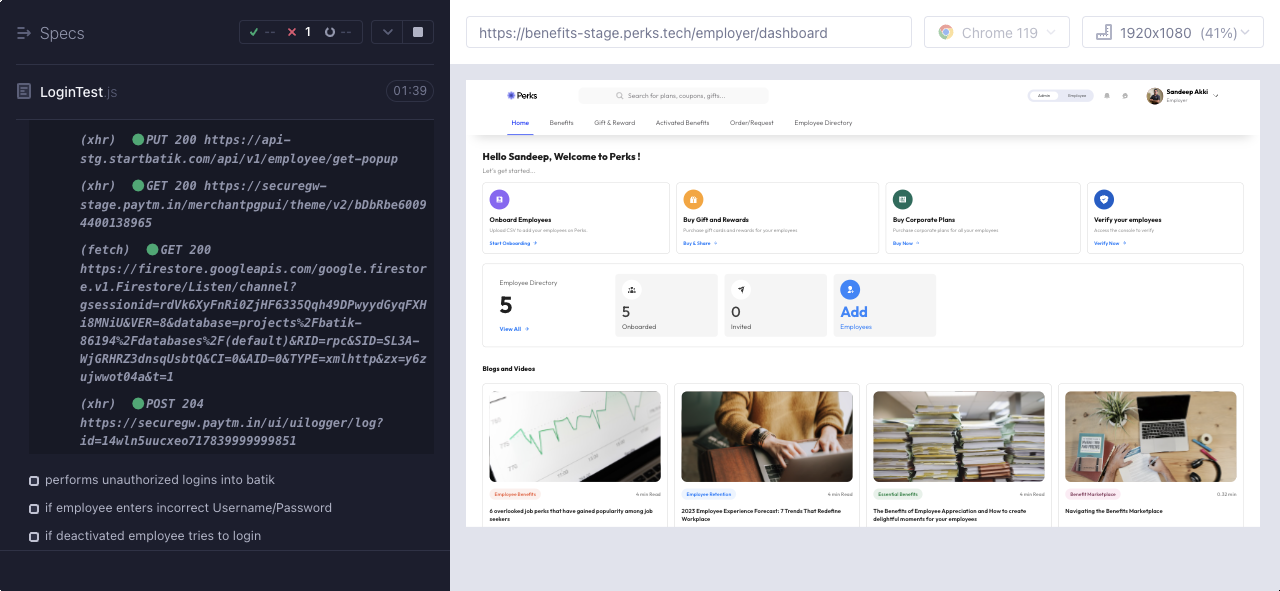 Specs
-- 1 --
LoginTest.js
01:39
(xhr) PUT 200 https://api-
stg.startbatik.com/api/v1/employee/get-popup
(xhr) GET 200 https://securegw-
stage.paytm.in/merchantpgpui/theme/v2/bDbRbe6009
4400138965
(fetch) GET 200
https://firestore.googleapis.com/google.firestor
e.v1.Firestore/Listen/channel?
gsessionid=rdVk6XyFnRi0ZjHF6335Qqh49DPwyydGyqFXH
i8MNiU&VER=8&database=projects%2Fbatik-
86194%2Fdatabases%2F(default)&RID=rpc&SID=SL3A-
WjGRHRZ3dnsqUsbtQ&CI=0&AID=0&TYPE=xmlhttp&zx=y6z
ujwwot04a&t=1
(xhr) POST 204
https://securegw.paytm.in/ui/uilogger/log?
id=14wln5uucxeo717839999999851
performs unauthorized logins into batik
if employee enters incorrect Username/Password
if deactivated employee tries to login
https://benefits-stage.perks.tech/employer/dashboard
Chrome 119
1920x1080 (41%)
Perks
Search for plans, coupons, gifts...
Admin Employee
Sandeep Akki
Employer
Home Benefits Gift & Reward Activated Benefits Order/Request Employee Directory
Hello Sandeep, Welcome to Perks !
Let's get started...
Onboard Employees
Upload CSV to add your employees on Perks.
Start Onboarding
Buy Gift and Rewards
Purchase gift cards and rewards for your employees
Buy & Share
Buy Corporate Plans
Purchase corporate plans for all your employees
Buy Now
Verify your employees
Access the console to verify
Verify Now
Employee Directory
5
View All
5
Onboarded
0
Invited
Add
Employees
Blogs and Videos
Employee Benefits 4 min Read
6 overlooked job perks that have gained popularity among job
seekers
Employee Retention 4 min Read
2023 Employee Experience Forecast: 7 Trends That Redefine
Workplace
Essential Benefits 4 min Read
The Benefits of Employee Appreciation and How to create
delightful moments for your employees
Benefit Marketplace 0.32 min
Navigating the Benefits Marketplace